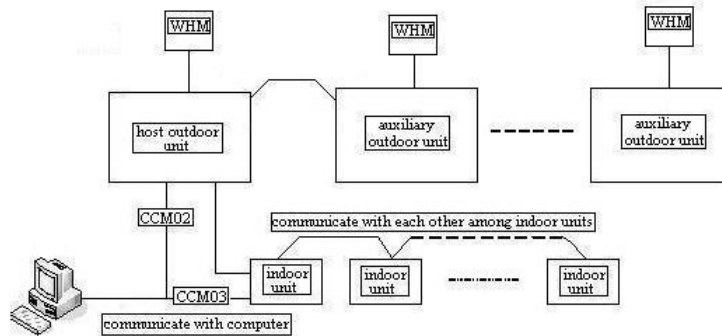 WHM
WHM
WHM
host outdoor
unit
auxiliary
outdoor unit
auxiliary
outdoor unit
CCM02
communicate with each other among indoor units
indoor
unit
indoor
unit
indoor
unit
CCM03
communicate with computer